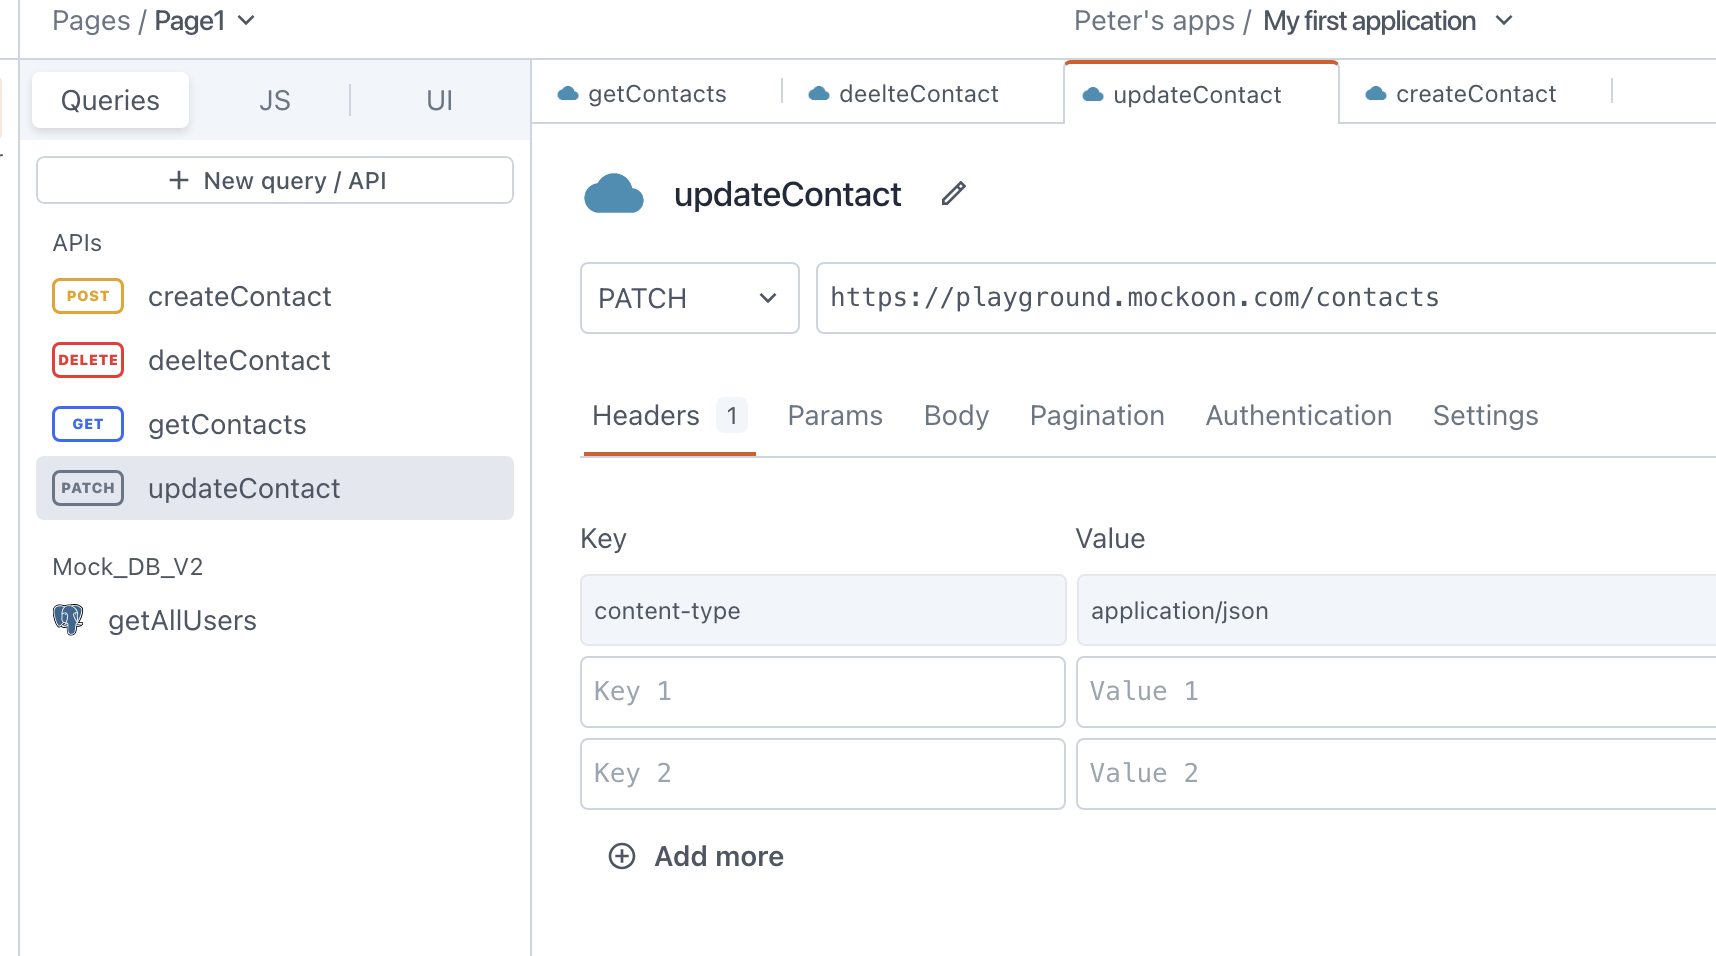 Pages / Page1
Peter's apps / My first application
Queries
JS
UI
getContacts
deelteContact
updateContact
createContact
+ New query / API
updateContact
APIs
POST createContact
DELETE deelteContact
GET getContacts
PATCH updateContact
Mock_DB_V2
getAllUsers
PATCH
https://playground.mockoon.com/contacts
Headers 1
Params
Body
Pagination
Authentication
Settings
Key
Value
content-type
application/json
Key 1
Value 1
Key 2
Value 2
Add more